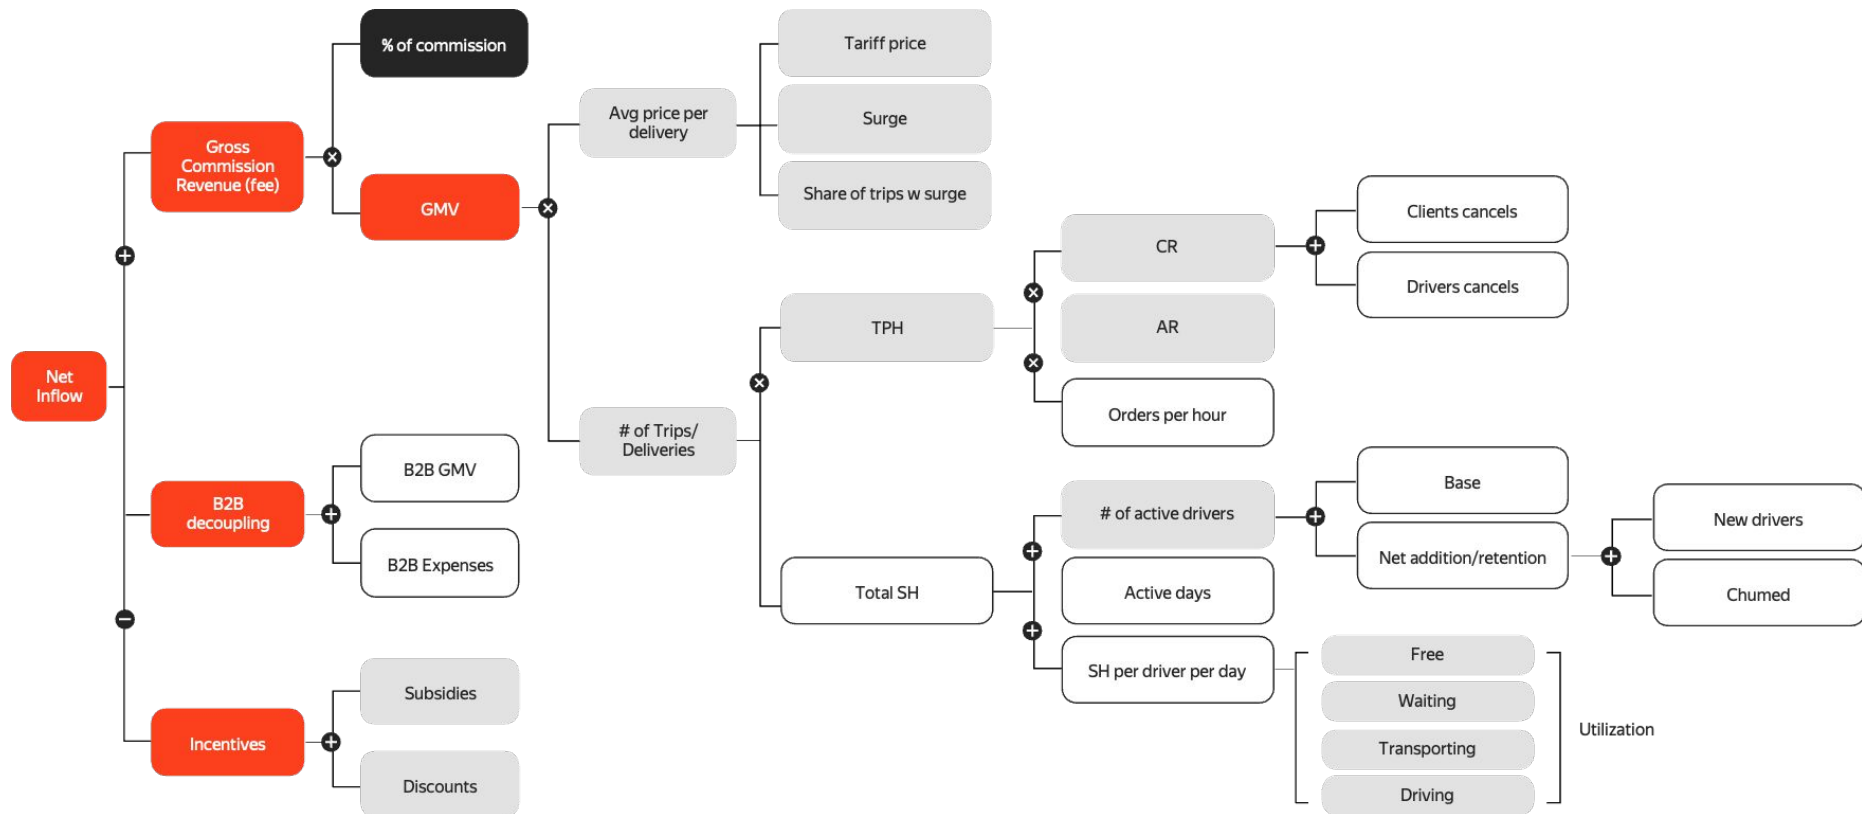 % of commission
Tariff price
Avg price per
delivery
Surge
Gross
Commission
Revenue (fee)
GMV
Share of trips w surge
Clients cancels
CR
Drivers cancels
TPH
AR
Net
Inflow
Orders per hour
# of Trips/
Deliveries
B2B GMV
Base
B2B
decoupling
# of active drivers
New drivers
B2B Expenses
Net addition/retention
Total SH
Active days
Chumed
SH per driver per day
Free
Subsidies
Waiting
Utilization
Incentives
Transporting
Discounts
Driving